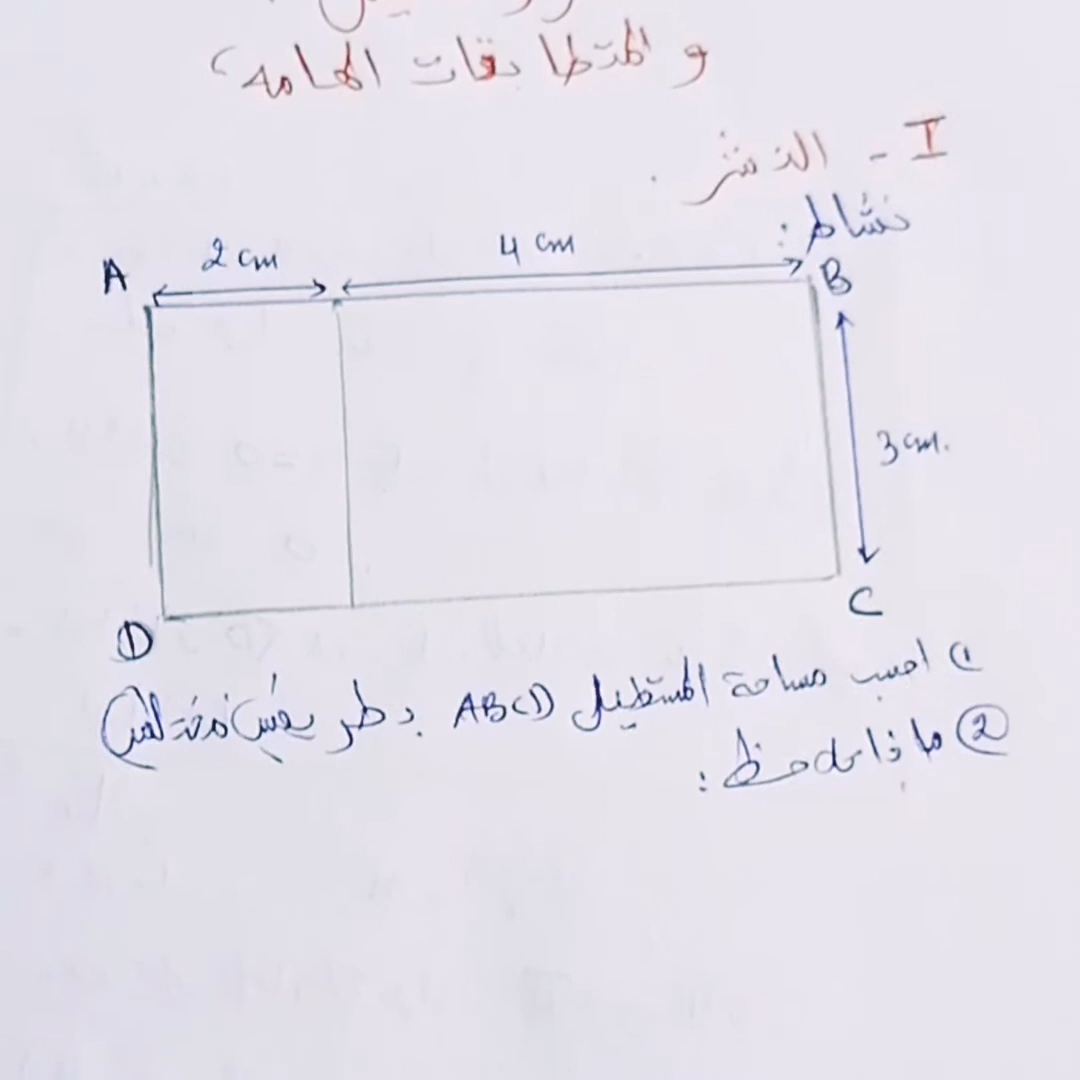 و المتطابقات الهامة
I - النشر .
نشاط :
2 cm
4 cm
A
B
3 cm.
C
D
1) احسب مساحة المستطيل ABCD بطريقتين مختلفتين
2 ماذا تلاحظ :